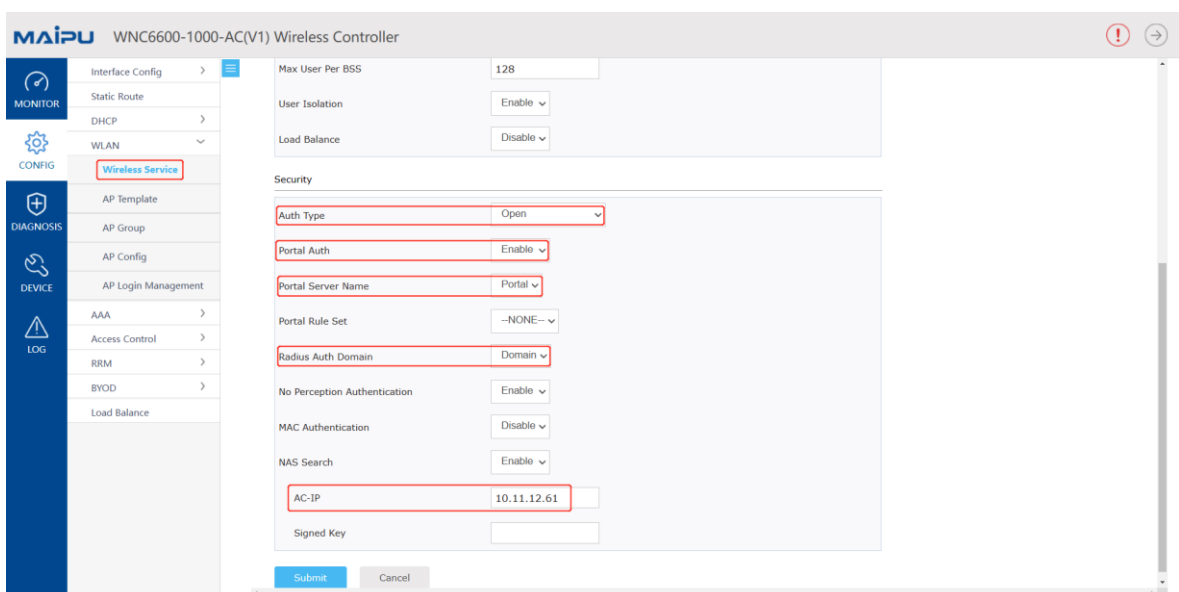 MAIPU WNC6600-1000-AC(V1) Wireless Controller
MONITOR
CONFIG
DIAGNOSIS
DEVICE
LOG
Interface Config
Static Route
DHCP
WLAN
Wireless Service
AP Template
AP Group
AP Config
AP Login Management
AAA
Access Control
RRM
BYOD
Load Balance
Max User Per BSS 128
User Isolation Enable
Load Balance Disable
Security
Auth Type Open
Portal Auth Enable
Portal Server Name Portal
Portal Rule Set --NONE--
Radius Auth Domain Domain
No Perception Authentication Enable
MAC Authentication Disable
NAS Search Enable
AC-IP 10.11.12.61
Signed Key
Submit Cancel